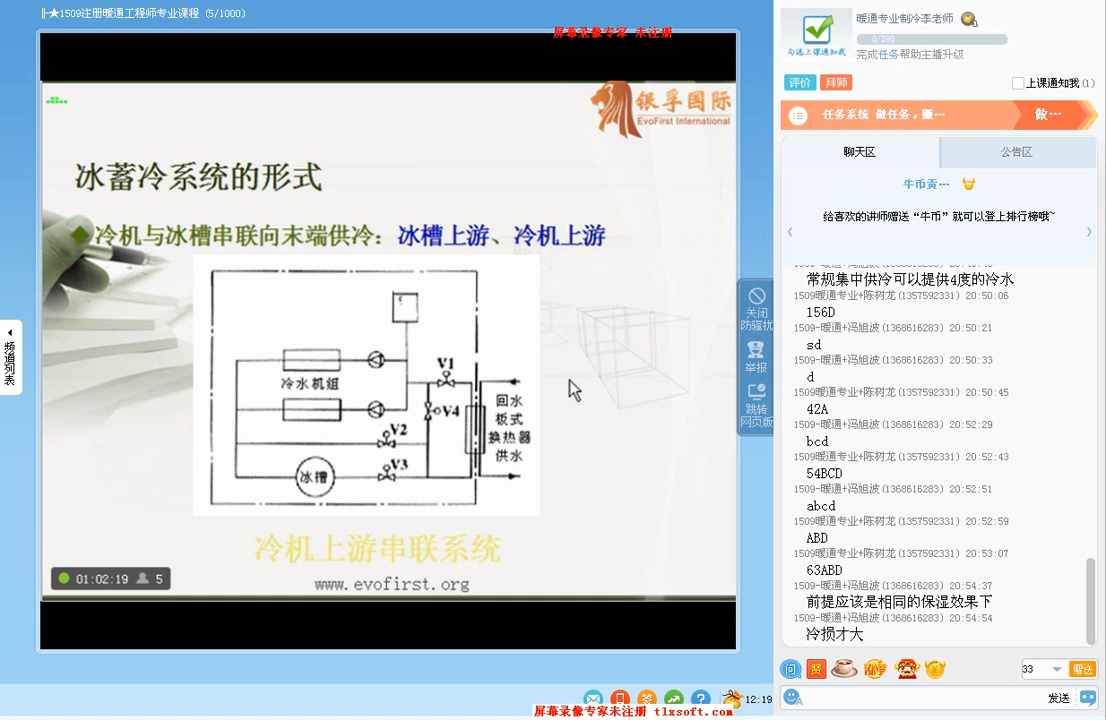 ╟★1509注册暖通工程师专业课程 (5/1000)
屏幕录像专家 未注册
银孚国际
EvoFirst International
冰蓄冷系统的形式
冷机与冰槽串联向末端供冷：冰槽上游、冷机上游
冷水机组
V1
V4
V2
V3
冰槽
回水
板式
换热器
供水
冷机上游串联系统
www.evofirst.org
01:02:19 5
频道列表
关闭
防骚扰
举报
跳转
网页版
暖通专业制冷李老师
0/390
完成任务帮助主播升级
勾选上课通知我
评价
拜师
上课通知我 (1)
任务系统 做任务，赚…
做…
聊天区
公告区
牛币贡…
给喜欢的讲师赠送“牛币”就可以登上排行榜哦~
常规集中供冷可以提供4度的冷水
1509暖通专业+陈树龙(1357592331) 20:50:06
156D
1509-暖通+冯旭波(1368616283) 20:50:21
sd
1509-暖通+冯旭波(1368616283) 20:50:33
d
1509暖通专业+陈树龙(1357592331) 20:50:45
42A
1509-暖通+冯旭波(1368616283) 20:52:29
bcd
1509暖通专业+陈树龙(1357592331) 20:52:43
54BCD
1509-暖通+冯旭波(1368616283) 20:52:51
abcd
1509暖通专业+陈树龙(1357592331) 20:52:59
ABD
1509暖通专业+陈树龙(1357592331) 20:53:07
63ABD
1509-暖通+冯旭波(1368616283) 20:54:37
前提应该是相同的保湿效果下
1509-暖通+冯旭波(1368616283) 20:54:54
冷损才大
问
赞
33
赠送
发送
签
12:19
屏幕录像专家未注册 tlxsoft.com